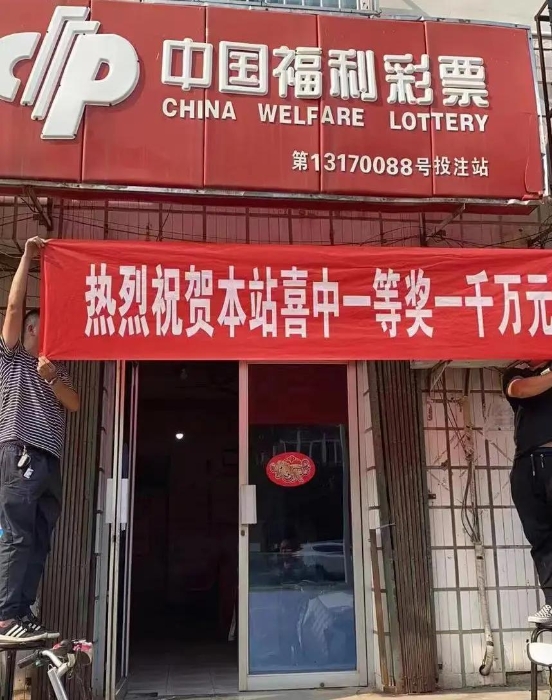 中国福利彩票
CHINA WELFARE LOTTERY
第13170088号投注站
热烈祝贺本站喜中一等奖一千万元